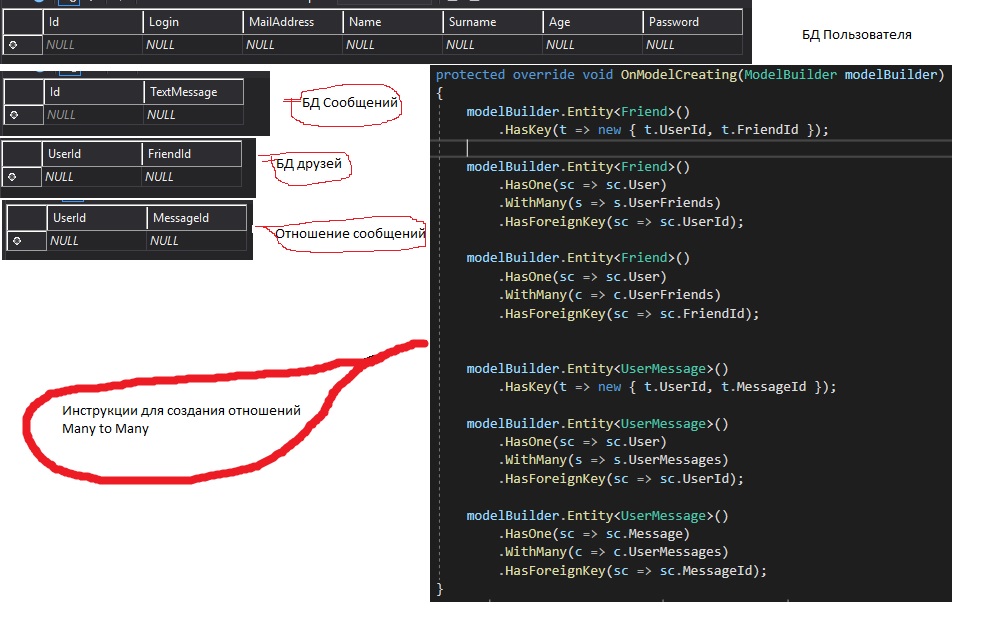 Id Login MailAddress Name Surname Age Password
NULL NULL NULL NULL NULL NULL NULL
БД Пользователя
Id TextMessage
NULL NULL
БД Сообщений
UserId FriendId
NULL NULL
БД друзей
UserId MessageId
NULL NULL
Отношение сообщений
Инструкции для создания отношений
Many to Many
protected override void OnModelCreating(ModelBuilder modelBuilder)
{
modelBuilder.Entity<Friend>()
.HasKey(t => new { t.UserId, t.FriendId });
modelBuilder.Entity<Friend>()
.HasOne(sc => sc.User)
.WithMany(s => s.UserFriends)
.HasForeignKey(sc => sc.UserId);
modelBuilder.Entity<Friend>()
.HasOne(sc => sc.User)
.WithMany(c => c.UserFriends)
.HasForeignKey(sc => sc.FriendId);
modelBuilder.Entity<UserMessage>()
.HasKey(t => new { t.UserId, t.MessageId });
modelBuilder.Entity<UserMessage>()
.HasOne(sc => sc.User)
.WithMany(s => s.UserMessages)
.HasForeignKey(sc => sc.UserId);
modelBuilder.Entity<UserMessage>()
.HasOne(sc => sc.Message)
.WithMany(c => c.UserMessages)
.HasForeignKey(sc => sc.MessageId);
}